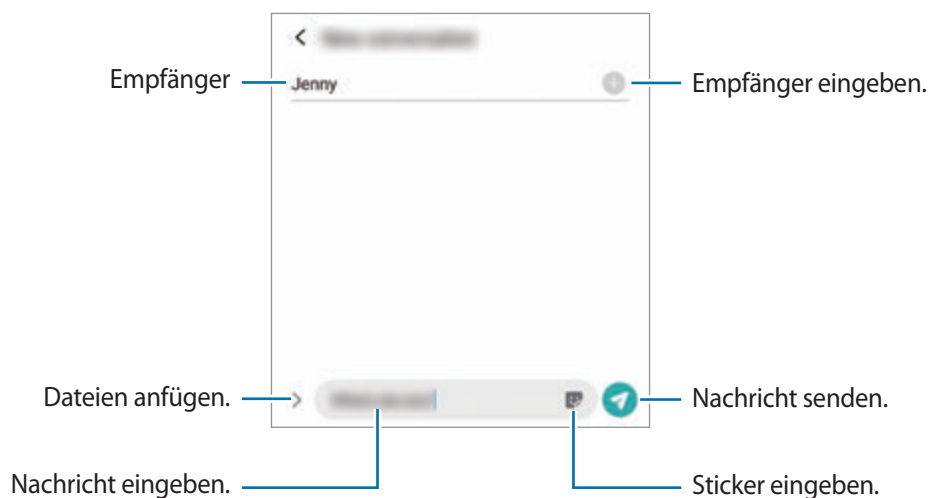 Empfänger
Jenny
Empfänger eingeben.
Dateien anfügen.
Nachricht senden.
Nachricht eingeben.
Sticker eingeben.